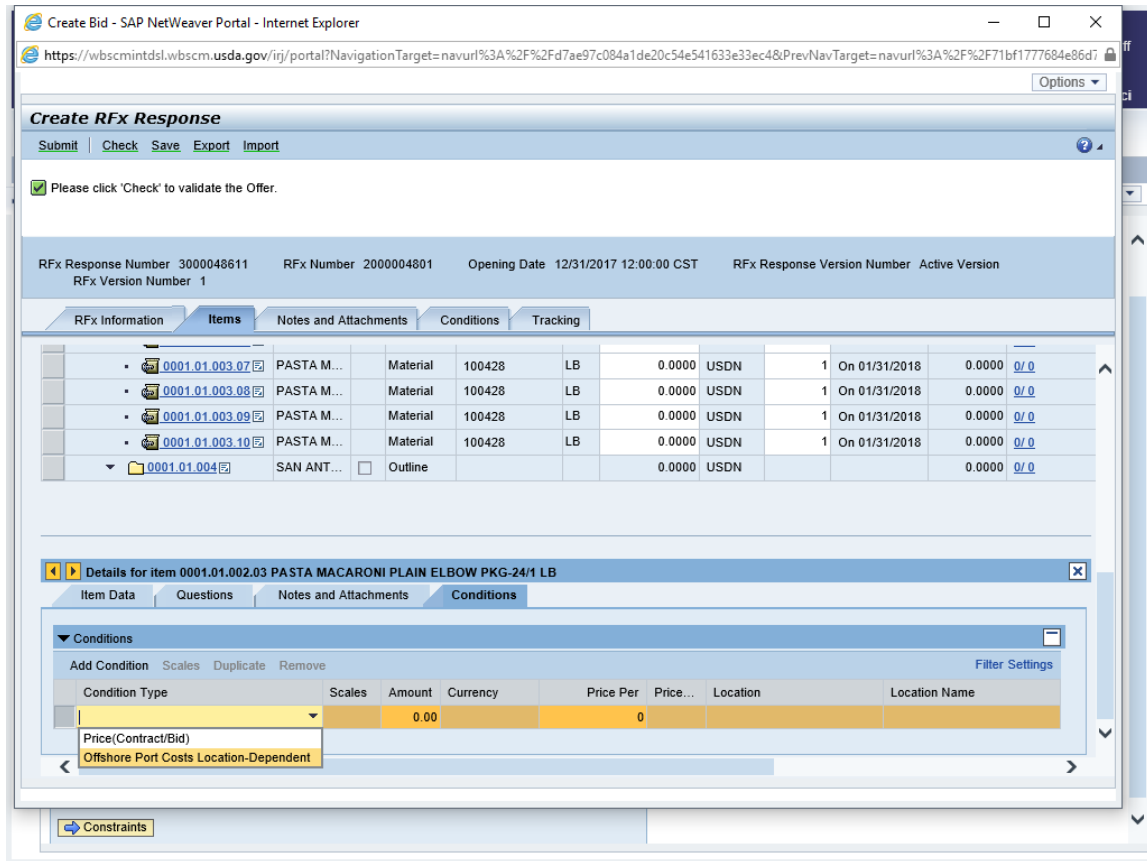 Create Bid - SAP NetWeaver Portal - Internet Explorer
https://wbscmintdsl.wbscm.usda.gov/irj/portal?NavigationTarget=navurl%3A%2F%2Fd7ae97c084a1de20c54e541633e33ec4&PrevNavTarget=navurl%3A%2F%2F71bf1777684e86d7
Options
Create RFx Response
Submit Check Save Export Import
Please click 'Check' to validate the Offer.
RFx Response Number 3000048611 RFx Number 2000004801 Opening Date 12/31/2017 12:00:00 CST RFx Response Version Number Active Version
RFx Version Number 1
RFx Information Items Notes and Attachments Conditions Tracking
0001.01.003.07 PASTA M... Material 100428 LB 0.0000 USDN 1 On 01/31/2018 0.0000 0/ 0
0001.01.003.08 PASTA M... Material 100428 LB 0.0000 USDN 1 On 01/31/2018 0.0000 0/ 0
0001.01.003.09 PASTA M... Material 100428 LB 0.0000 USDN 1 On 01/31/2018 0.0000 0/ 0
0001.01.003.10 PASTA M... Material 100428 LB 0.0000 USDN 1 On 01/31/2018 0.0000 0/ 0
0001.01.004 SAN ANT... Outline 0.0000 USDN 0.0000 0/ 0
Details for item 0001.01.002.03 PASTA MACARONI PLAIN ELBOW PKG-24/1 LB
Item Data Questions Notes and Attachments Conditions
Conditions
Add Condition Scales Duplicate Remove Filter Settings
Condition Type Scales Amount Currency Price Per Price... Location Location Name
0.00 0
Price(Contract/Bid)
Offshore Port Costs Location-Dependent
Constraints